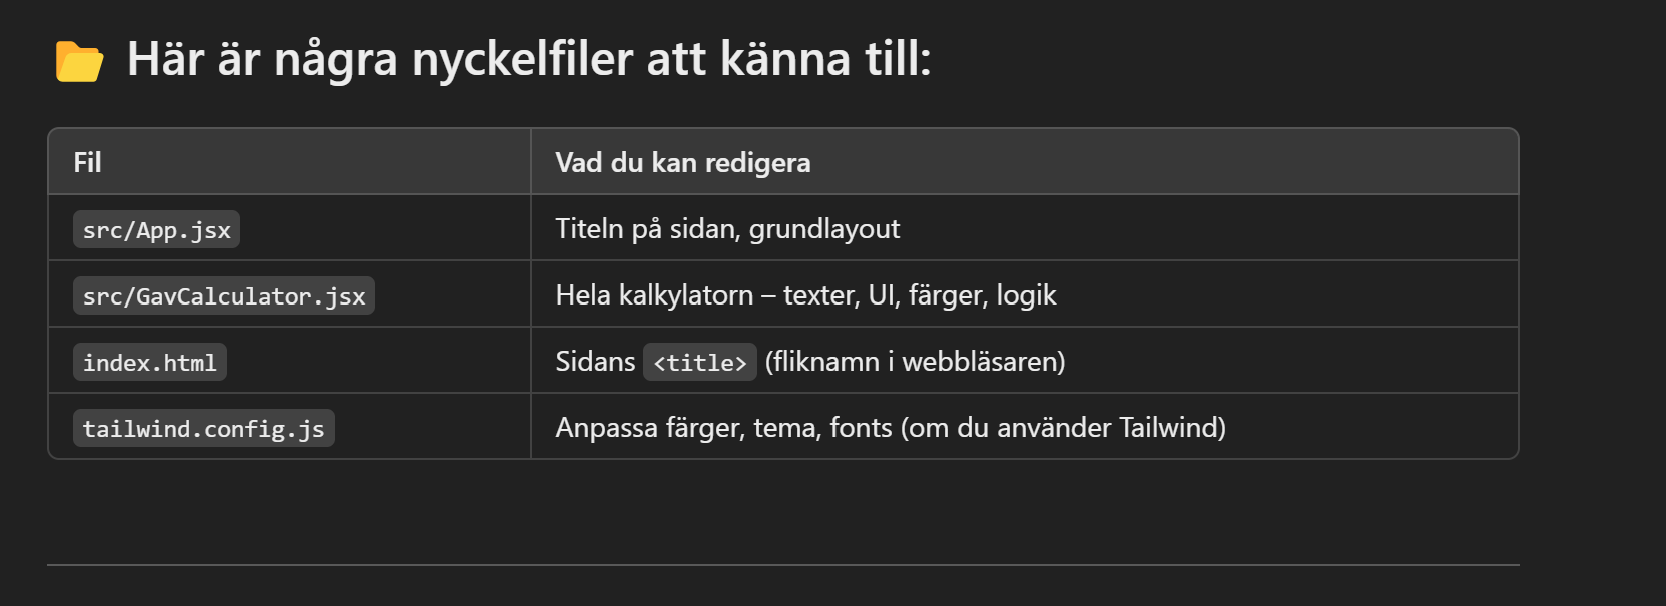 Här är några nyckelfiler att känna till:
Fil
Vad du kan redigera
src/App.jsx
Titeln på sidan, grundlayout
src/GavCalculator.jsx
Hela kalkylatorn – texter, UI, färger, logik
index.html
Sidans <title> (fliknamn i webbläsaren)
tailwind.config.js
Anpassa färger, tema, fonts (om du använder Tailwind)